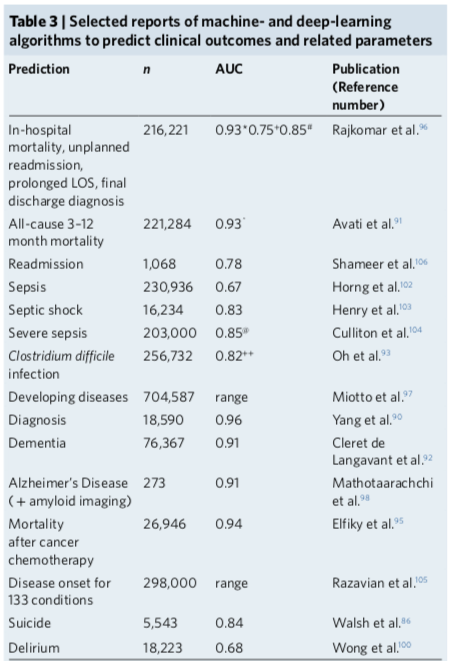 Table 3 | Selected reports of machine- and deep-learning
algorithms to predict clinical outcomes and related parameters
Prediction n AUC Publication
(Reference
number)
In-hospital 216,221 0.93*0.75+0.85# Rajkomar et al.96
mortality, unplanned
readmission,
prolonged LOS, final
discharge diagnosis
All-cause 3–12 221,284 0.93^ Avati et al.91
month mortality
Readmission 1,068 0.78 Shameer et al.106
Sepsis 230,936 0.67 Horng et al.102
Septic shock 16,234 0.83 Henry et al.103
Severe sepsis 203,000 0.85@ Culliton et al.104
Clostridium difficile 256,732 0.82++ Oh et al.93
infection
Developing diseases 704,587 range Miotto et al.97
Diagnosis 18,590 0.96 Yang et al.90
Dementia 76,367 0.91 Cleret de
Langavant et al.92
Alzheimer's Disease 273 0.91 Mathotaarachchi
( + amyloid imaging) et al.98
Mortality 26,946 0.94 Elfiky et al.95
after cancer
chemotherapy
Disease onset for 298,000 range Razavian et al.105
133 conditions
Suicide 5,543 0.84 Walsh et al.86
Delirium 18,223 0.68 Wong et al.100